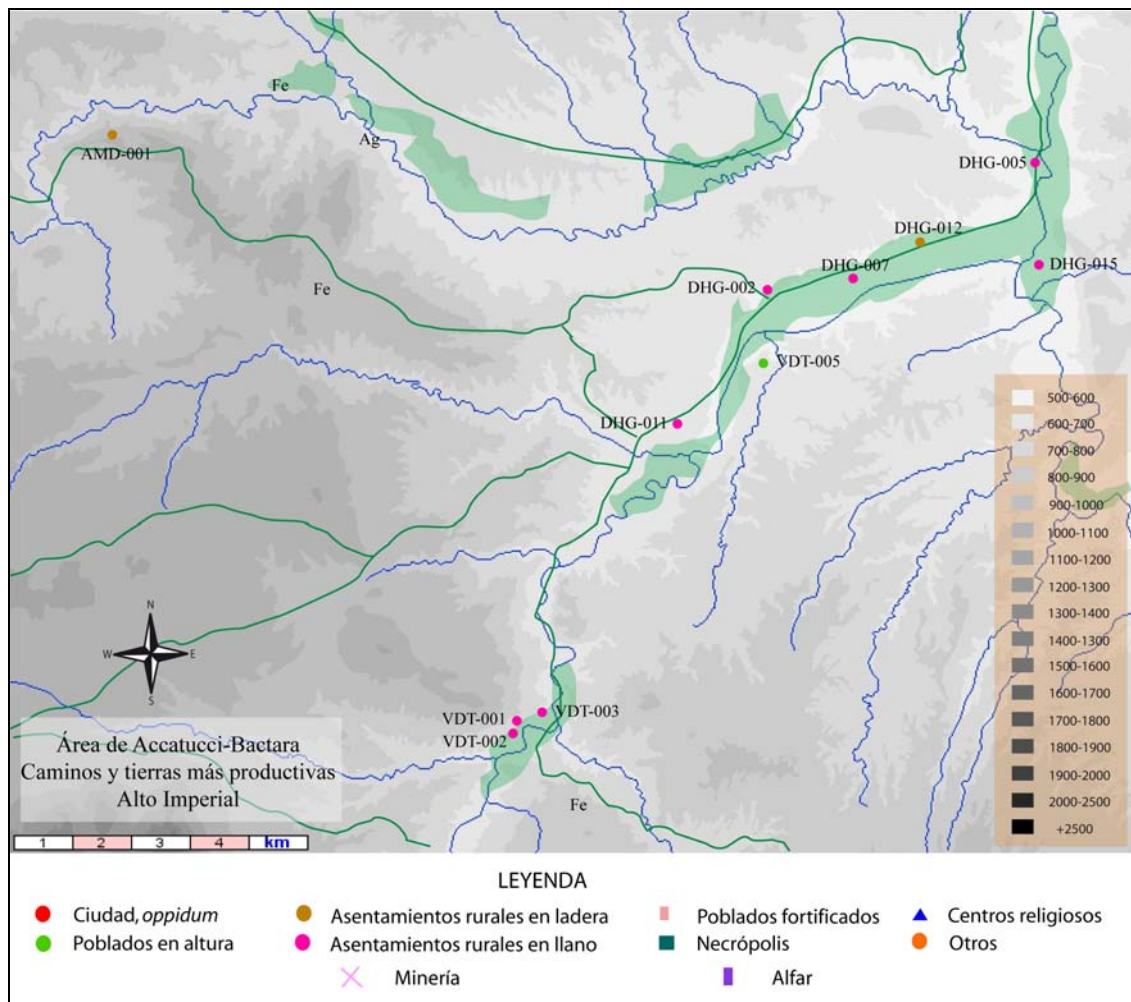 Fe
Ag
AMD-001
DHG-005
DHG-012
DHG-007
DHG-015
DHG-002
Fe
VDT-005
DHG-011
500-600
600-700
700-800
800-900
900-1000
1000-1100
1100-1200
1200-1300
1300-1400
1400-1300
1500-1600
1600-1700
1700-1800
1800-1900
1900-2000
2000-2500
+2500
N
W
E
S
VDT-001
VDT-003
VDT-002
Fe
Área de Accatucci-Bactara
Caminos y tierras más productivas
Alto Imperial
1 2 3 4 km
LEYENDA
Ciudad, oppidum
Asentamientos rurales en ladera
Poblados fortificados
Centros religiosos
Poblados en altura
Asentamientos rurales en llano
Necrópolis
Otros
Minería
Alfar